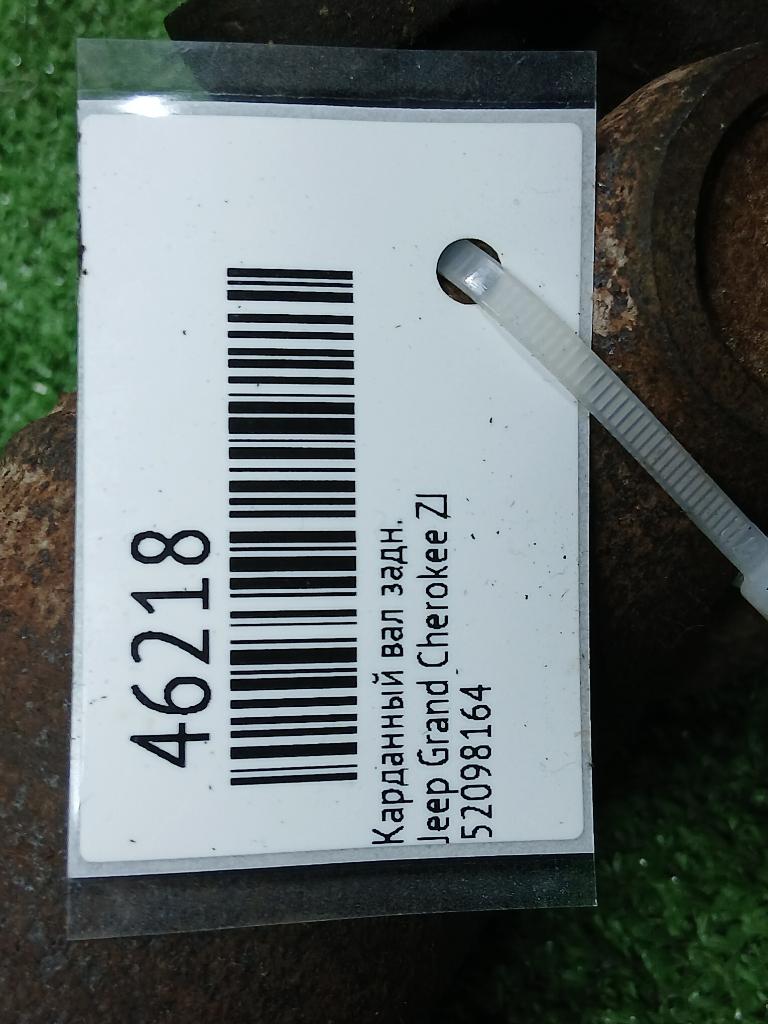 46218
Карданный вал задн.
Jeep Grand Cherokee ZJ
52098164